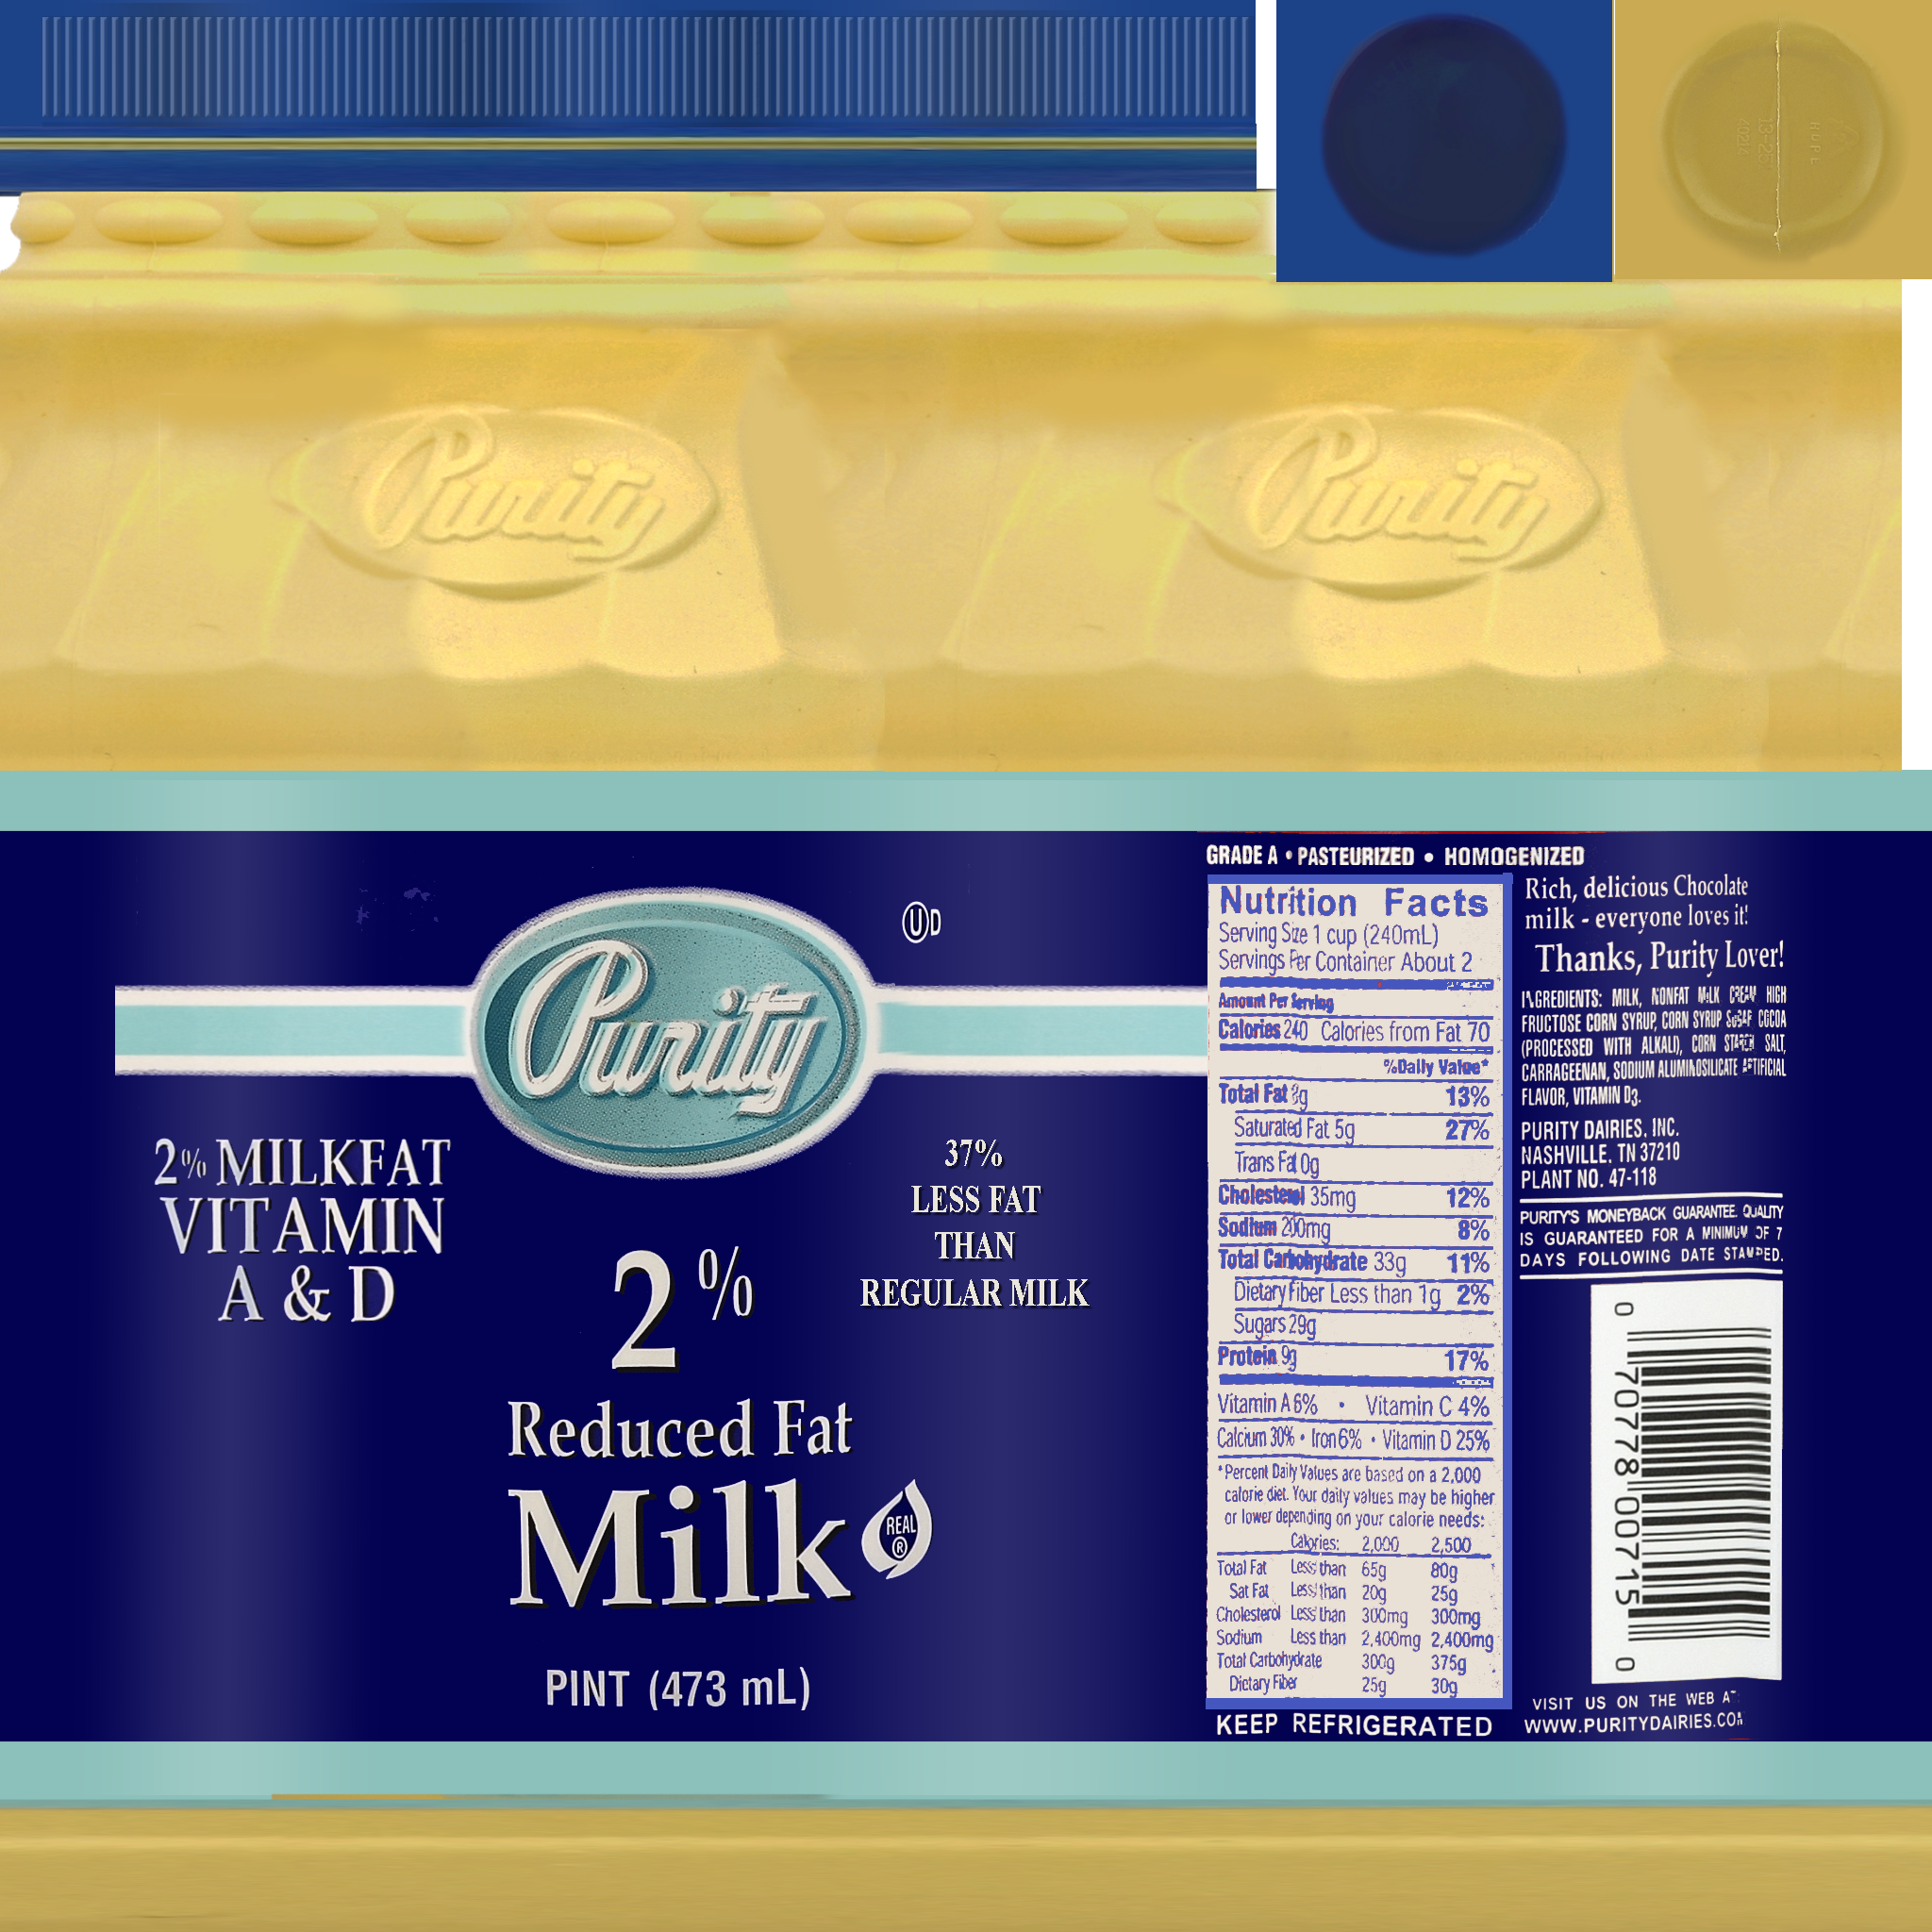 Purity
Purity
Purity
UD
2% MILKFAT
VITAMIN
A & D
37%
LESS FAT
THAN
REGULAR MILK
2%
Reduced Fat
Milk
REAL
®
PINT (473 mL)
GRADE A • PASTEURIZED • HOMOGENIZED
Nutrition Facts
Serving Size 1 cup (240mL)
Servings Per Container About 2
Amount Per Serving
Calories 240 Calories from Fat 70
%Daily Value*
Total Fat 8g 13%
Saturated Fat 5g 27%
Trans Fat 0g
Cholesterol 35mg 12%
Sodium 200mg 8%
Total Carbohydrate 33g 11%
Dietary Fiber Less than 1g 2%
Sugars 29g
Protein 9g 17%
Vitamin A 6% • Vitamin C 4%
Calcium 30% • Iron 6% • Vitamin D 25%
*Percent Daily Values are based on a 2,000
calorie diet. Your daily values may be higher
or lower depending on your calorie needs:
Calories: 2,000 2,500
Total Fat Less than 65g 80g
Sat Fat Less than 20g 25g
Cholesterol Less than 300mg 300mg
Sodium Less than 2,400mg 2,400mg
Total Carbohydrate 300g 375g
Dietary Fiber 25g 30g
KEEP REFRIGERATED
Rich, delicious Chocolate
milk - everyone loves it!
Thanks, Purity Lover!
INGREDIENTS: MILK, NONFAT MILK CREAM HIGH
FRUCTOSE CORN SYRUP, CORN SYRUP SUGAR COCOA
(PROCESSED WITH ALKALI), CORN STARCH SALT,
CARRAGEENAN, SODIUM ALUMINOSILICATE ARTIFICIAL
FLAVOR, VITAMIN D3.
PURITY DAIRIES, INC.
NASHVILLE, TN 37210
PLANT NO. 47-118
PURITY'S MONEYBACK GUARANTEE. QUALITY
IS GUARANTEED FOR A MINIMUM OF 7
DAYS FOLLOWING DATE STAMPED.
0 70778 00715 0
VISIT US ON THE WEB AT:
WWW.PURITYDAIRIES.COM